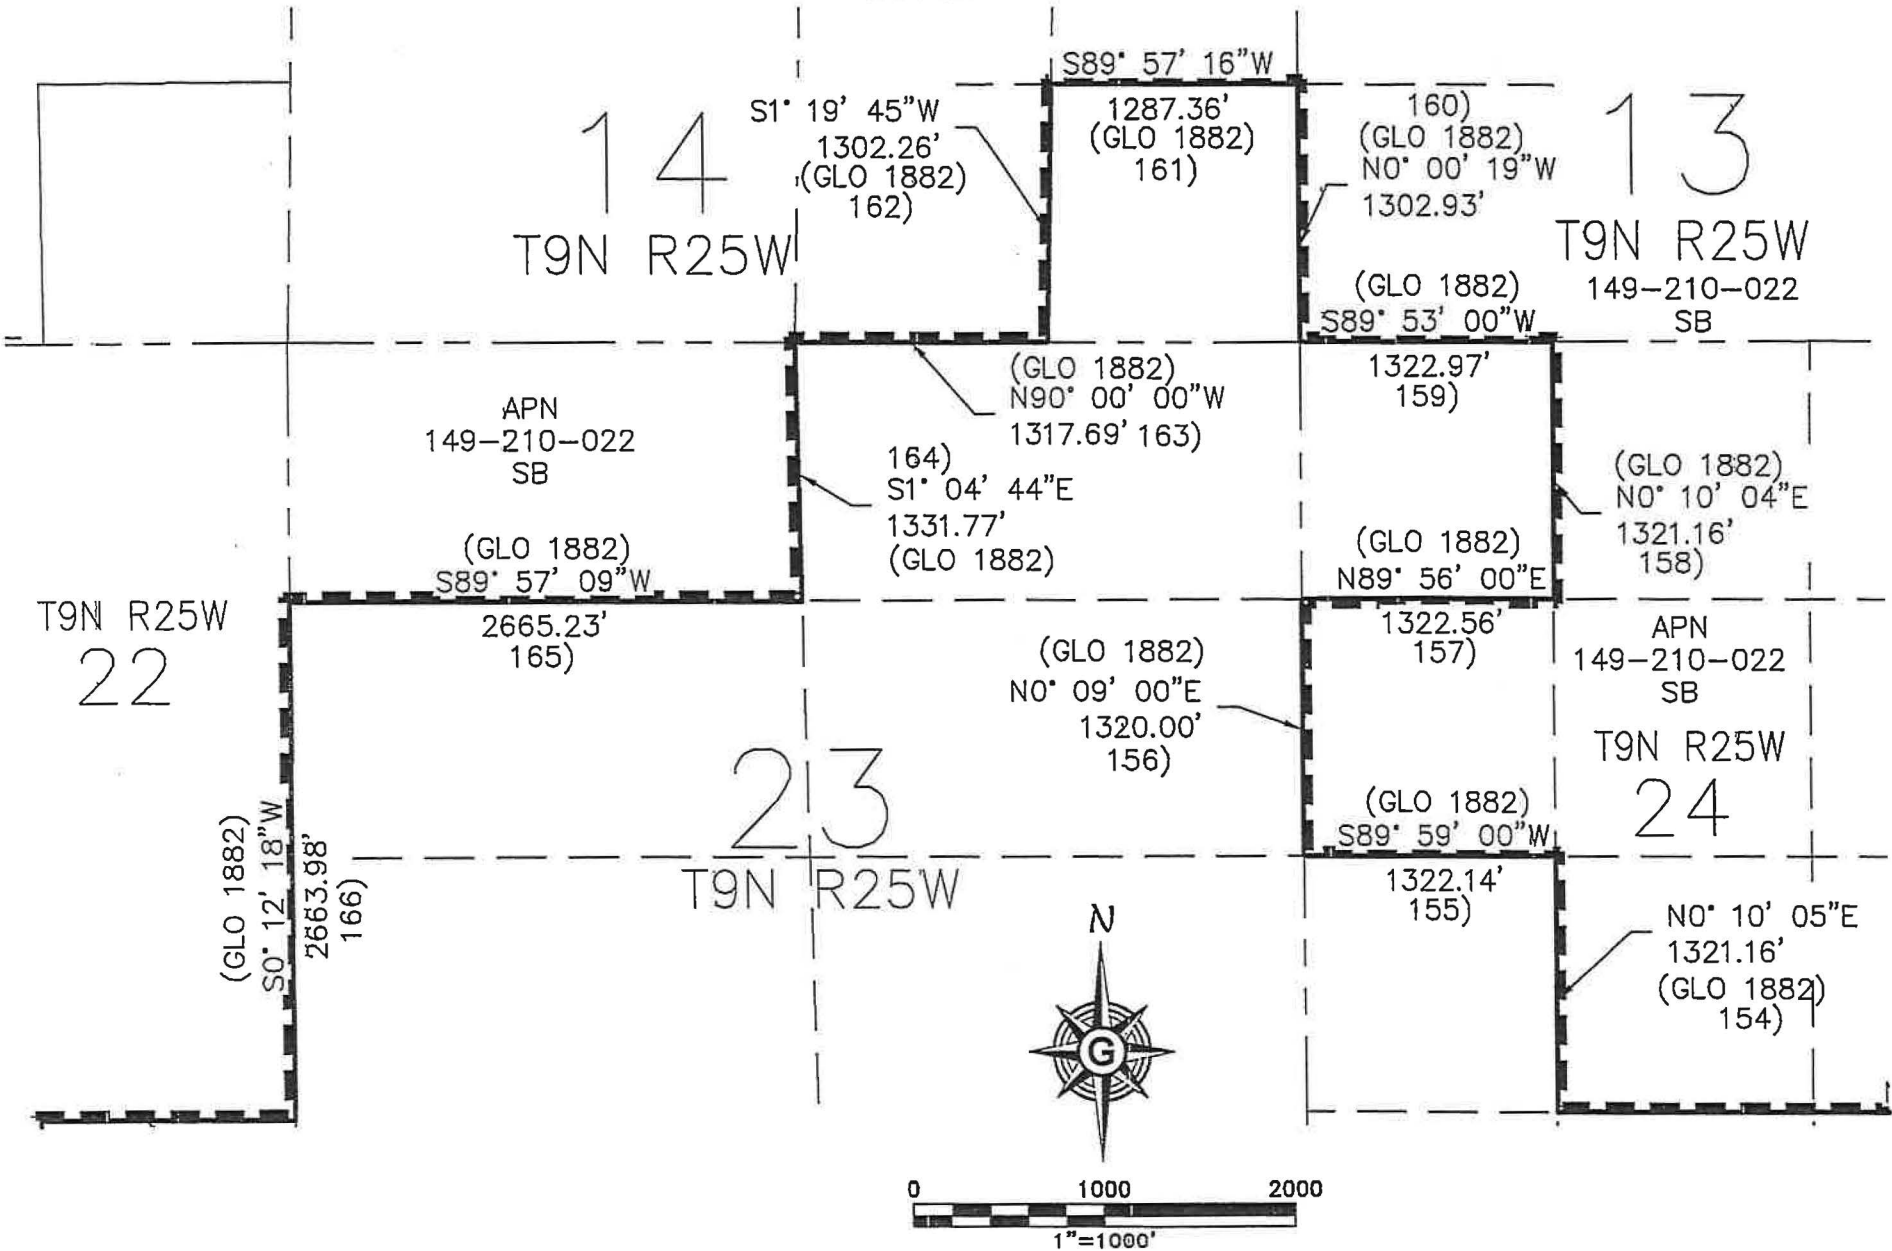 S89° 57' 16"W
1287.36'
(GLO 1882)
161)
S1° 19' 45"W
1302.26'
(GLO 1882)
162)
160)
(GLO 1882)
N0° 00' 19"W
1302.93'
14
T9N R25W
13
T9N R25W
149-210-022
SB
(GLO 1882)
S89° 53' 00"W
1322.97'
159)
(GLO 1882)
N90° 00' 00"W
1317.69' 163)
APN
149-210-022
SB
164)
S1° 04' 44"E
1331.77'
(GLO 1882)
(GLO 1882)
N0° 10' 04"E
1321.16'
158)
(GLO 1882)
S89° 57' 09"W
2665.23'
165)
(GLO 1882)
N89° 56' 00"E
1322.56'
157)
T9N R25W
22
(GLO 1882)
N0° 09' 00"E
1320.00'
156)
APN
149-210-022
SB
T9N R25W
24
23
T9N R25W
(GLO 1882)
S89° 59' 00"W
1322.14'
155)
(GLO 1882)
S0° 12' 18"W
2663.98'
166)
N0° 10' 05"E
1321.16'
(GLO 1882)
154)
N
G
0 1000 2000
1"=1000'